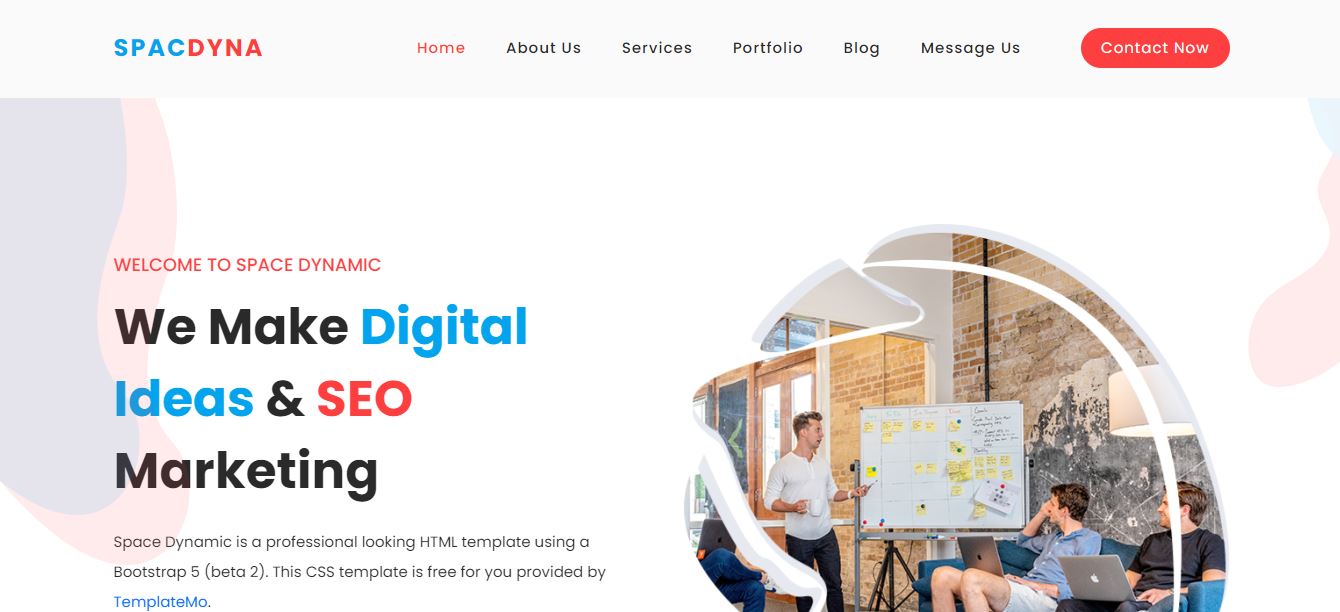 SPACDYNA
Home About Us Services Portfolio Blog Message Us Contact Now
WELCOME TO SPACE DYNAMIC
We Make Digital
Ideas & SEO
Marketing
Space Dynamic is a professional looking HTML template using a
Bootstrap 5 (beta 2). This CSS template is free for you provided by
TemplateMo.